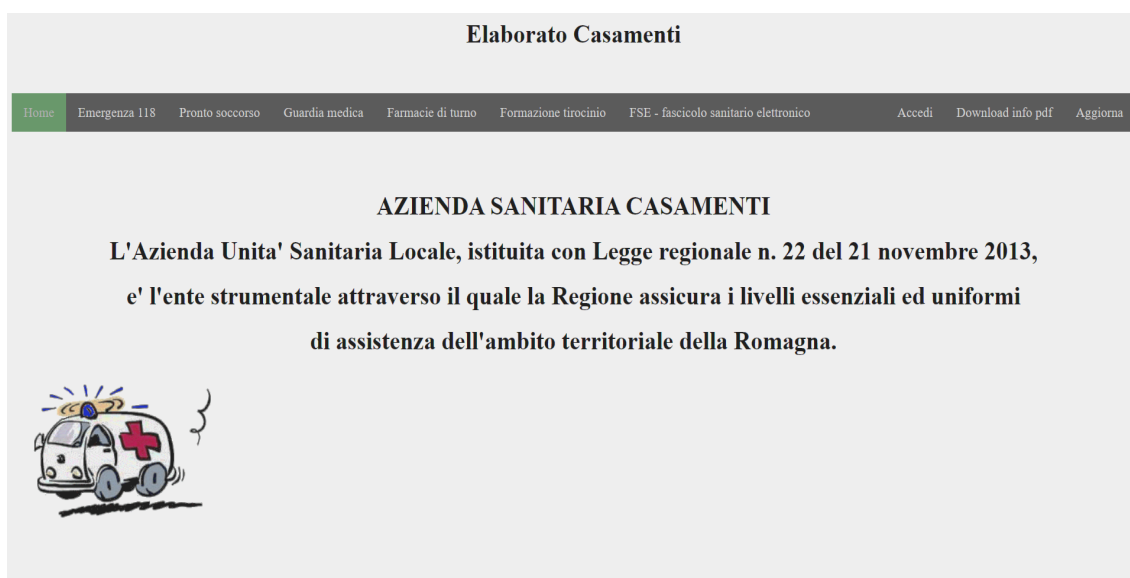 Elaborato Casamenti
Home Emergenza 118 Pronto soccorso Guardia medica Farmacie di turno Formazione tirocinio FSE - fascicolo sanitario elettronico Accedi Download info pdf Aggiorna
AZIENDA SANITARIA CASAMENTI
L'Azienda Unita' Sanitaria Locale, istituita con Legge regionale n. 22 del 21 novembre 2013,
e' l'ente strumentale attraverso il quale la Regione assicura i livelli essenziali ed uniformi
di assistenza dell'ambito territoriale della Romagna.